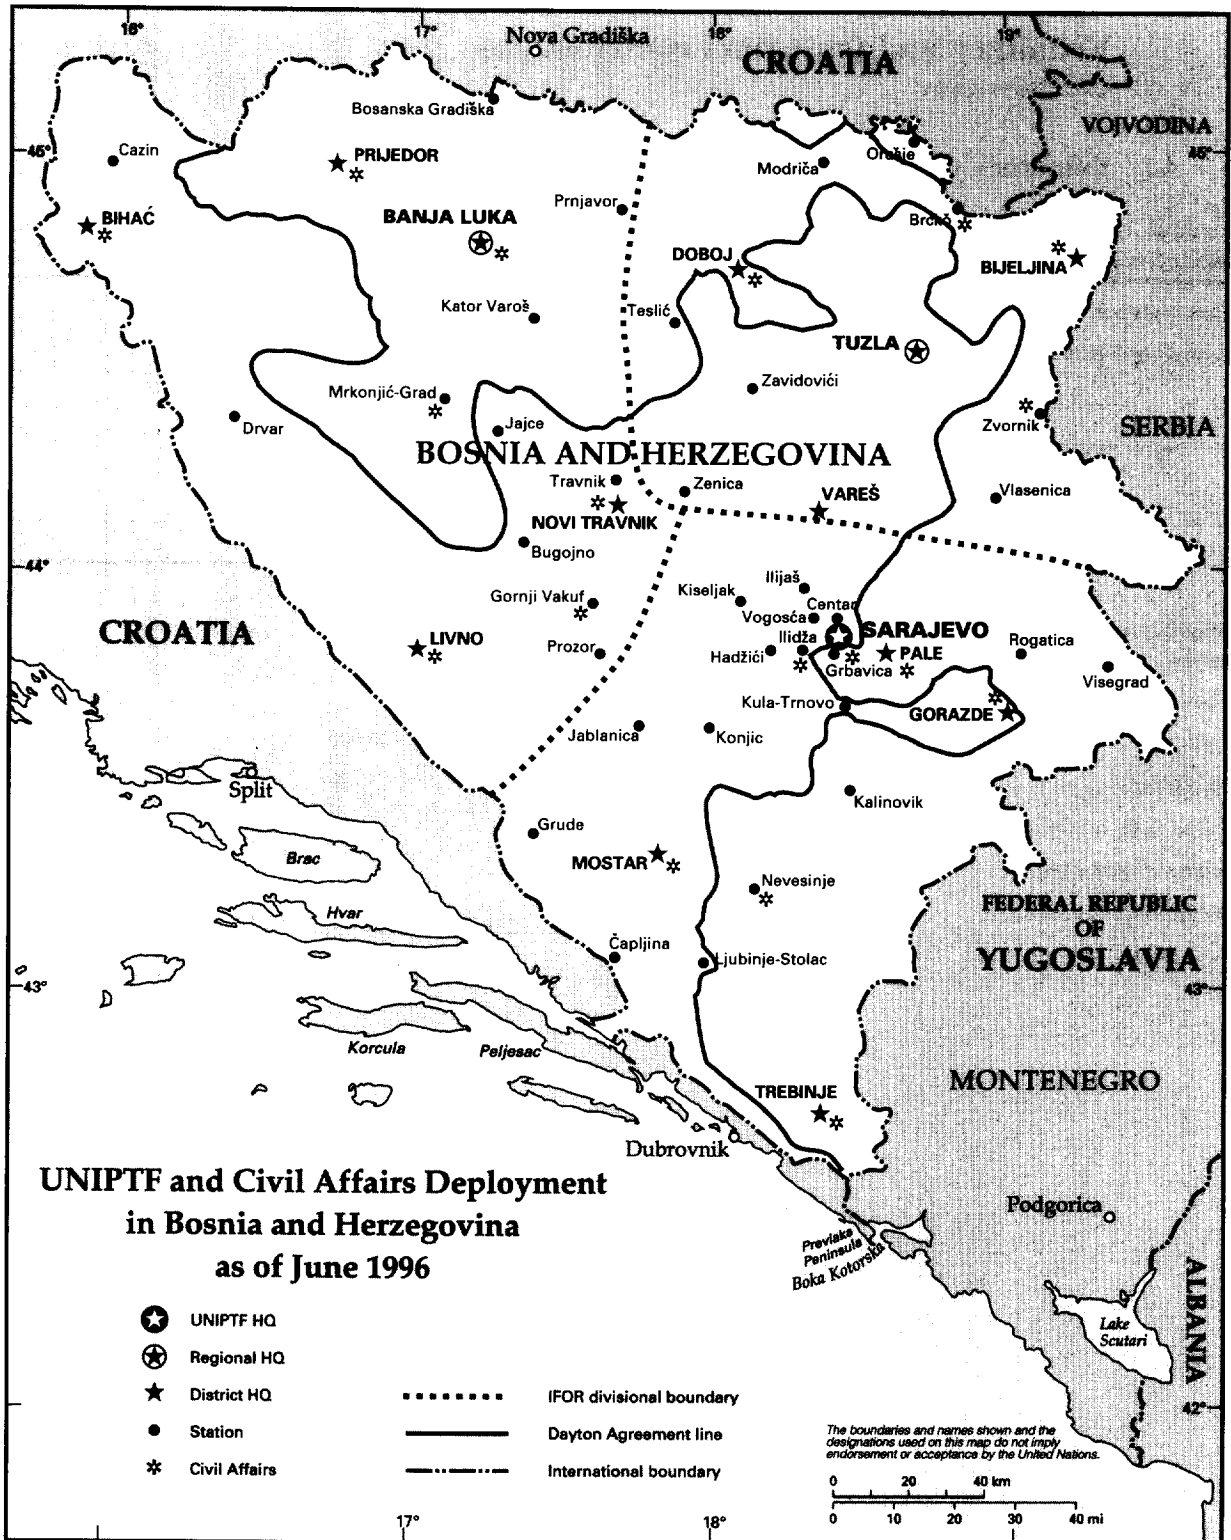 16°
17°
18°
19°
Nova Gradiška
CROATIA
Bosanska Gradiška
VOJVODINA
45°
Cazin
PRIJEDOR
Modriča
Orašje
45°
BIHAĆ
BANJA LUKA
Prnjavor
Brčko
DOBOJ
BIJELJINA
Kator Varoš
Teslić
TUZLA
Mrkonjić-Grad
Zavidovići
Drvar
Jajce
Zvornik
SERBIA
BOSNIA AND HERZEGOVINA
Travnik
Zenica
VAREŠ
Vlasenica
NOVI TRAVNIK
Bugojno
44°
Ilijaš
Gornji Vakuf
Kiseljak
Vogosća
Centar
CROATIA
LIVNO
Prozor
Ilidža
SARAJEVO
Hadžići
Grbavica
PALE
Rogatica
Visegrad
Kula-Trnovo
GORAZDE
Jablanica
Konjic
Split
Kalinovik
Grude
Brac
MOSTAR
Nevesinje
Hvar
FEDERAL REPUBLIC
OF
YUGOSLAVIA
Čapljina
Ljubinje-Stolac
43°
43°
Korcula
Peljesac
MONTENEGRO
TREBINJE
Dubrovnik
UNIPTF and Civil Affairs Deployment
in Bosnia and Herzegovina
as of June 1996
Podgorica
Prevlaka
Peninsula
Boka Kotorska
ALBANIA
Lake
Scutari
UNIPTF HQ
Regional HQ
District HQ
IFOR divisional boundary
Station
Dayton Agreement line
Civil Affairs
International boundary
42°
The boundaries and names shown and the
designations used on this map do not imply
endorsement or acceptance by the United Nations.
0 20 40 km
0 10 20 30 40 mi
17°
18°